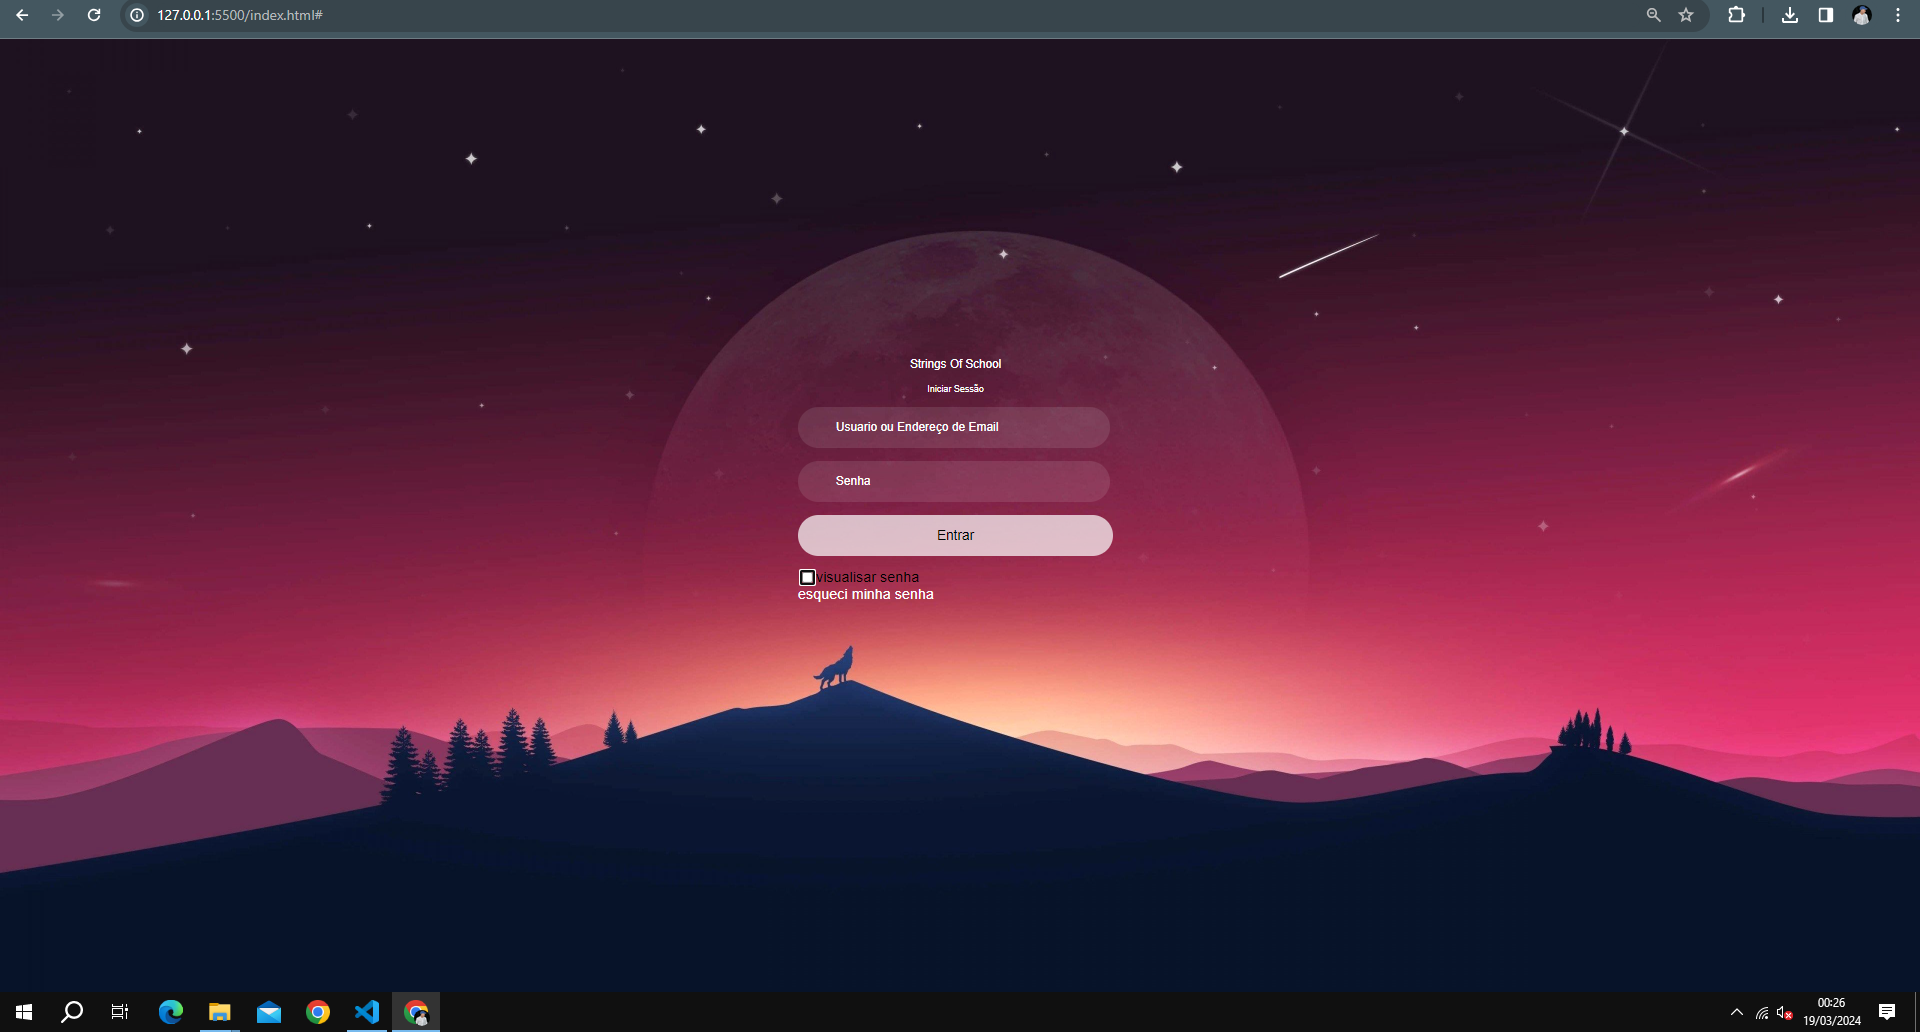 127.0.0.1:5500/index.html#
Strings Of School
Iniciar Sessão
Usuario ou Endereço de Email
Senha
Entrar
visualisar senha
esqueci minha senha
00:26
19/03/2024